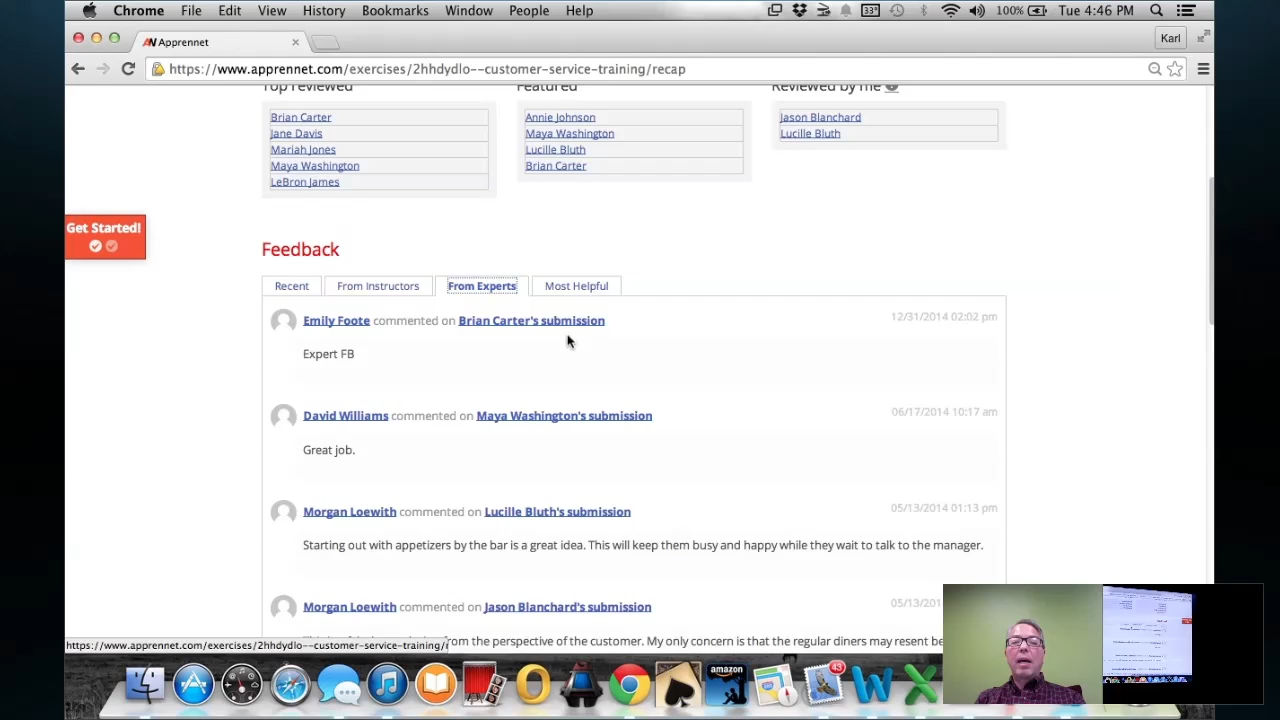 Chrome File Edit View History Bookmarks Window People Help 33° 100% Tue 4:46 PM
Apprennet
Karl
https://www.apprennet.com/exercises/2hhdydlo--customer-service-training/recap
Top reviewed Featured Reviewed by me
Brian Carter Annie Johnson Jason Blanchard
Jane Davis Maya Washington Lucille Bluth
Mariah Jones Lucille Bluth
Maya Washington Brian Carter
LeBron James
Get Started!
Feedback
Recent From Instructors From Experts Most Helpful
Emily Foote commented on Brian Carter's submission 12/31/2014 02:02 pm
Expert FB
David Williams commented on Maya Washington's submission 06/17/2014 10:17 am
Great job.
Morgan Loewith commented on Lucille Bluth's submission 05/13/2014 01:13 pm
Starting out with appetizers by the bar is a great idea. This will keep them busy and happy while they wait to talk to the manager.
Morgan Loewith commented on Jason Blanchard's submission
from the perspective of the customer. My only concern is that the regular diners may resent
https://www.apprennet.com/exercises/2hhdydlo--customer-service-training/
amazon
43